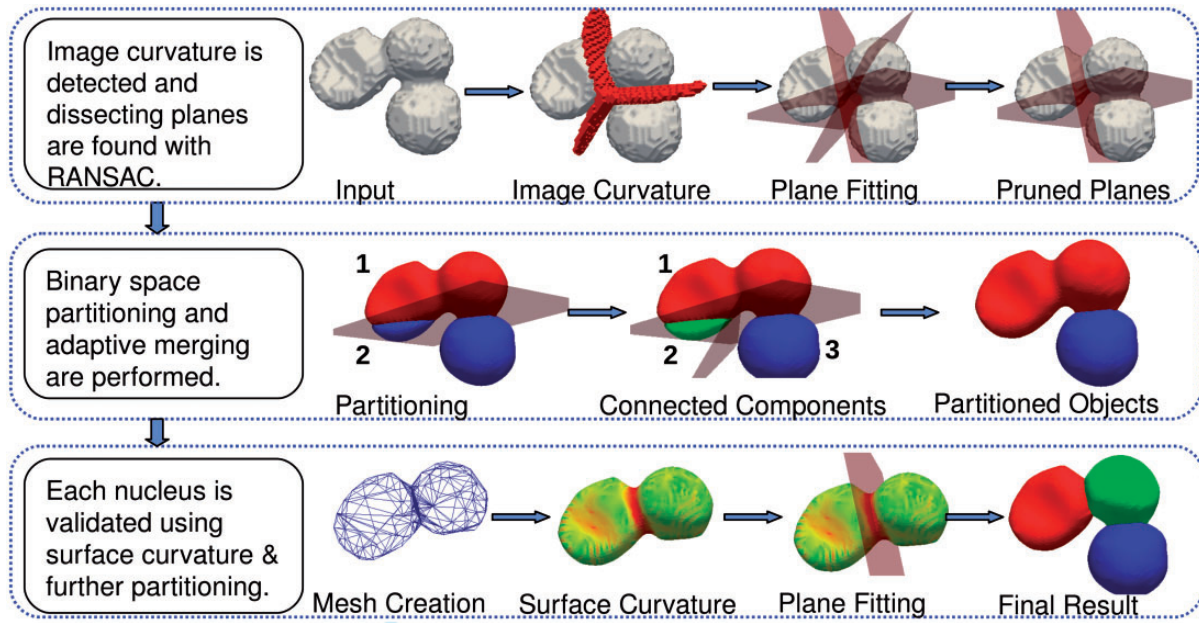 Image curvature is
detected and
dissecting planes
are found with
RANSAC.
Input
Image Curvature
Plane Fitting
Pruned Planes
Binary space
partitioning and
adaptive merging
are performed.
1
2
Partitioning
1
2
3
Connected Components
Partitioned Objects
Each nucleus is
validated using
surface curvature &
further partitioning.
Mesh Creation
Surface Curvature
Plane Fitting
Final Result